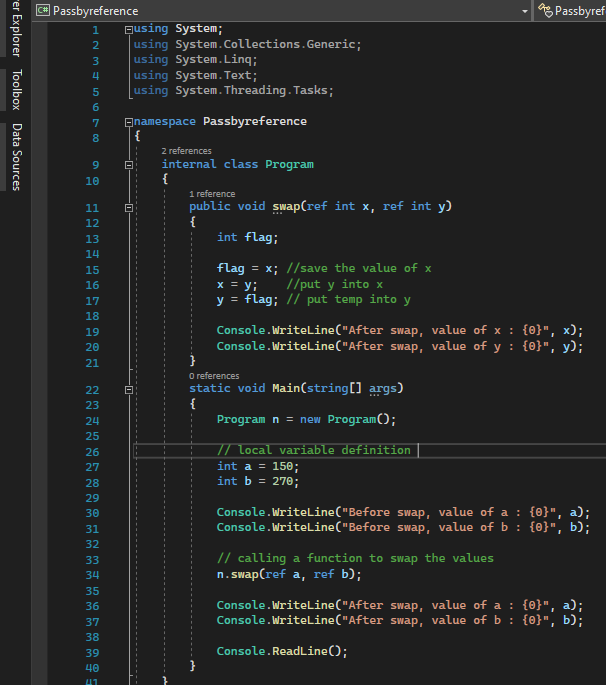 C# Passbyreference
Passbyref
er Explorer
Toolbox
Data Sources
1 using System;
2 using System.Collections.Generic;
3 using System.Linq;
4 using System.Text;
5 using System.Threading.Tasks;
6
7 namespace Passbyreference
8 {
2 references
9 internal class Program
10 {
1 reference
11 public void swap(ref int x, ref int y)
12 {
13 int flag;
14
15 flag = x; //save the value of x
16 x = y; //put y into x
17 y = flag; // put temp into y
18
19 Console.WriteLine("After swap, value of x : {0}", x);
20 Console.WriteLine("After swap, value of y : {0}", y);
21 }
0 references
22 static void Main(string[] args)
23 {
24 Program n = new Program();
25
26 // local variable definition
27 int a = 150;
28 int b = 270;
29
30 Console.WriteLine("Before swap, value of a : {0}", a);
31 Console.WriteLine("Before swap, value of b : {0}", b);
32
33 // calling a function to swap the values
34 n.swap(ref a, ref b);
35
36 Console.WriteLine("After swap, value of a : {0}", a);
37 Console.WriteLine("After swap, value of b : {0}", b);
38
39 Console.ReadLine();
40 }
41 }